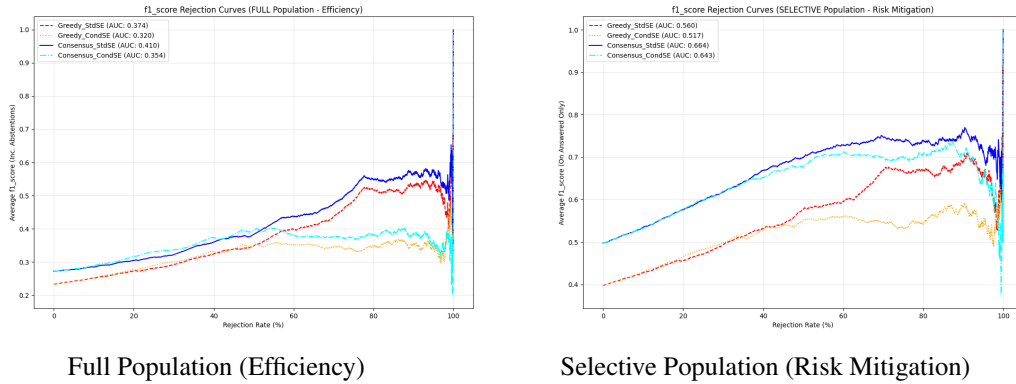 f1_score Rejection Curves (FULL Population - Efficiency)
Greedy_StdSE (AUC: 0.374)
Greedy_CondSE (AUC: 0.320)
Consensus_StdSE (AUC: 0.410)
Consensus_CondSE (AUC: 0.354)
Average f1_score (Inc. Abstentions)
1.0
0.9
0.8
0.7
0.6
0.5
0.4
0.3
0.2
0 20 40 60 80 100
Rejection Rate (%)
Full Population (Efficiency)
f1_score Rejection Curves (SELECTIVE Population - Risk Mitigation)
Greedy_StdSE (AUC: 0.560)
Greedy_CondSE (AUC: 0.517)
Consensus_StdSE (AUC: 0.664)
Consensus_CondSE (AUC: 0.643)
Average f1_score (On Answered Only)
1.0
0.9
0.8
0.7
0.6
0.5
0.4
0 20 40 60 80 100
Rejection Rate (%)
Selective Population (Risk Mitigation)